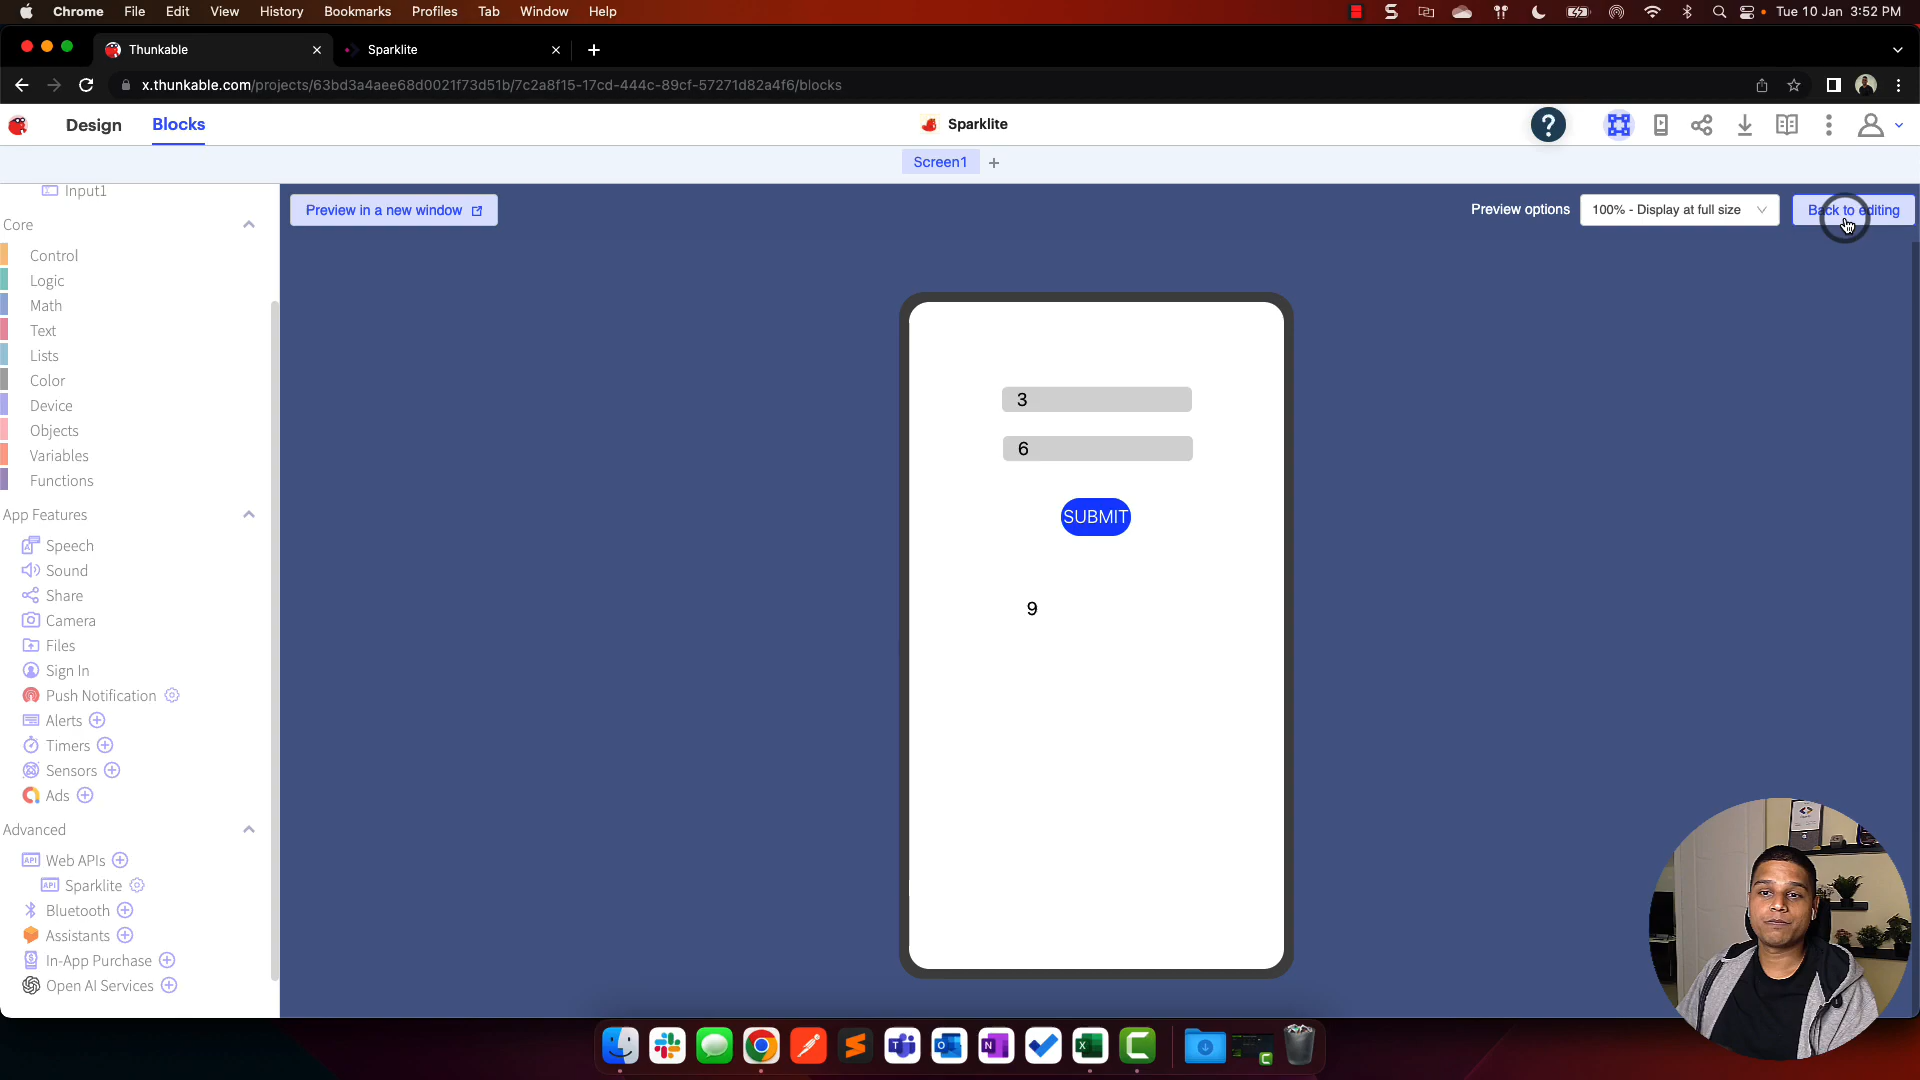 Chrome File Edit View History Bookmarks Profiles Tab Window Help Tue 10 Jan 3:52 PM
Thunkable Sparklite
x.thunkable.com/projects/63bd3a4aee68d0021f73d51b/7c2a8f15-17cd-444c-89cf-57271d82a4f6/blocks
Design Blocks Sparklite ?
Screen1 +
Input1
Preview in a new window Preview options 100% - Display at full size Back to editing
Core
Control
Logic
Math
Text
Lists
Color
Device
Objects
Variables
Functions
App Features
Speech
Sound
Share
Camera
Files
Sign In
Push Notification
Alerts
Timers
Sensors
Ads
Advanced
API Web APIs
API Sparklite
Bluetooth
Assistants
In-App Purchase
Open AI Services
3
6
SUBMIT
9